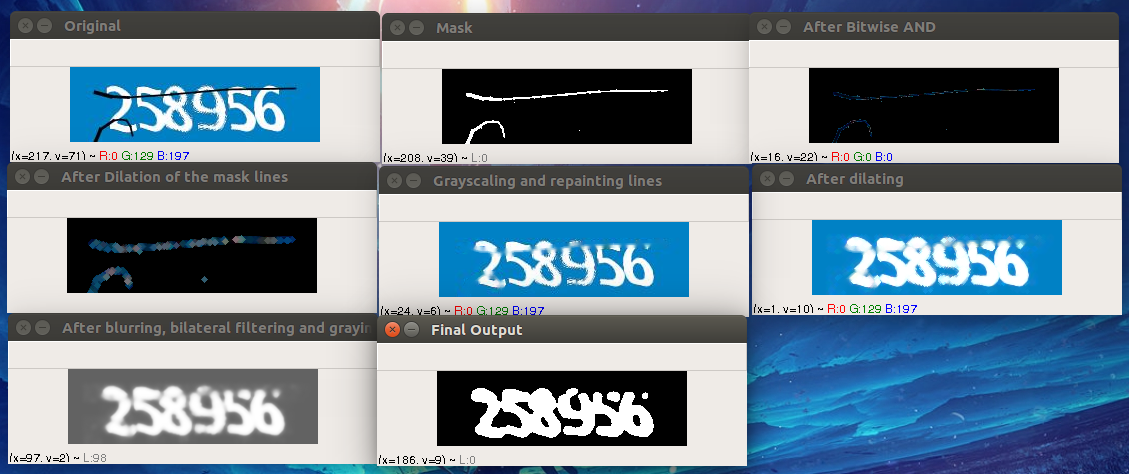 Original
258956
(x=217, y=71) ~ R:0 G:129 B:197
Mask
(x=208, y=39) ~ L:0
After Bitwise AND
(x=16, y=22) ~ R:0 G:0 B:0
After Dilation of the mask lines
Grayscaling and repainting lines
258956
(x=24, y=6) ~ R:0 G:129 B:197
After dilating
258956
(x=1, y=10) ~ R:0 G:129 B:197
After blurring, bilateral filtering and grayin
258956
(x=97, y=2) ~ L:98
Final Output
258956
(x=186, y=9) ~ L:0